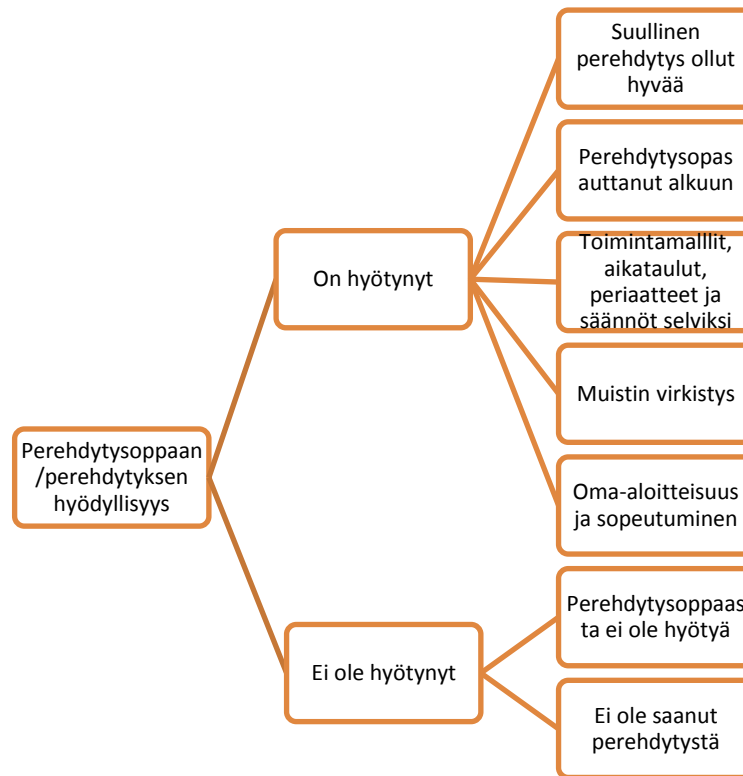 Suullinen
perehdytys ollut
hyvää
Perehdytysopas
auttanut alkuun
Toimintamalllit,
aikataulut,
periaatteet ja
säännöt selviksi
On hyötynyt
Muistin virkistys
Perehdytysoppaan
/perehdytyksen
hyödyllisyys
Oma-aloitteisuus
ja sopeutuminen
Perehdytysoppaas
ta ei ole hyötyä
Ei ole hyötynyt
Ei ole saanut
perehdytystä